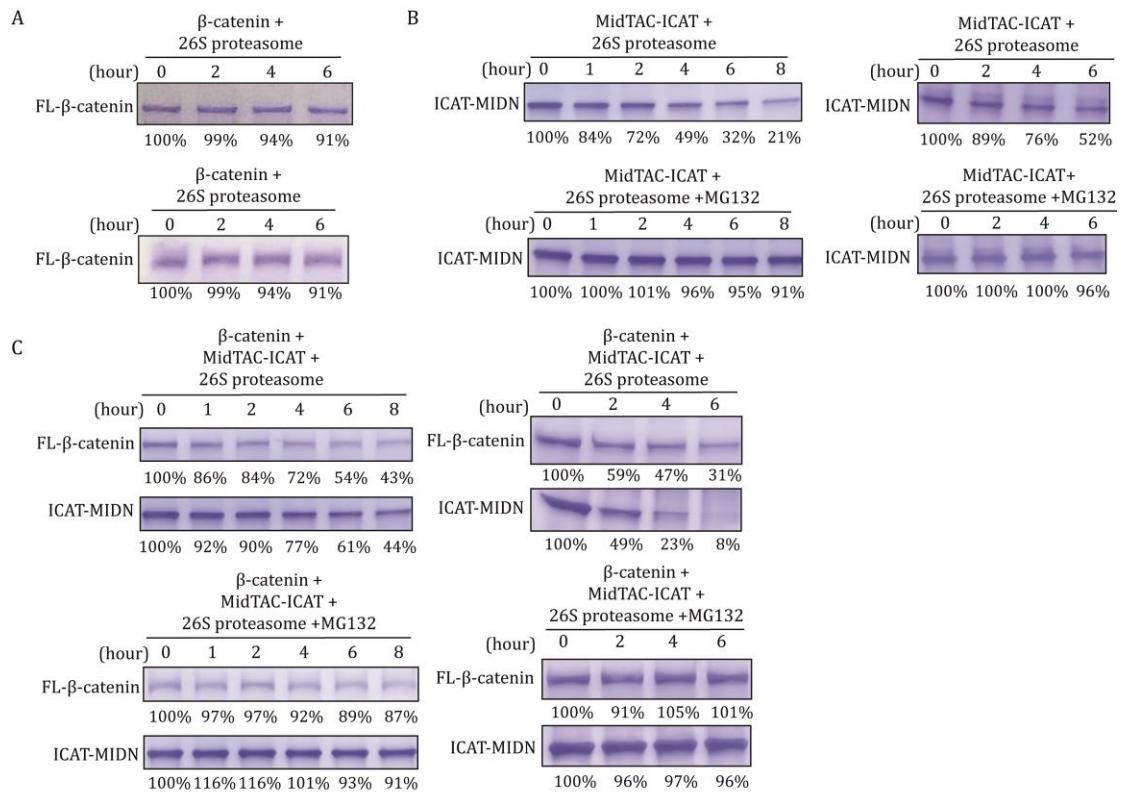 A
β-catenin +
26S proteasome
(hour) 0 2 4 6
FL-β-catenin
100% 99% 94% 91%
β-catenin +
26S proteasome
(hour) 0 2 4 6
FL-β-catenin
100% 99% 94% 91%
B
MidTAC-ICAT +
26S proteasome
(hour) 0 1 2 4 6 8
ICAT-MIDN
100% 84% 72% 49% 32% 21%
MidTAC-ICAT +
26S proteasome
(hour) 0 2 4 6
ICAT-MIDN
100% 89% 76% 52%
MidTAC-ICAT +
26S proteasome +MG132
(hour) 0 1 2 4 6 8
ICAT-MIDN
100% 100% 101% 96% 95% 91%
MidTAC-ICAT+
26S proteasome +MG132
(hour) 0 2 4 6
ICAT-MIDN
100% 100% 100% 96%
C
β-catenin +
MidTAC-ICAT +
26S proteasome
(hour) 0 1 2 4 6 8
FL-β-catenin
100% 86% 84% 72% 54% 43%
ICAT-MIDN
100% 92% 90% 77% 61% 44%
β-catenin +
MidTAC-ICAT +
26S proteasome
(hour) 0 2 4 6
FL-β-catenin
100% 59% 47% 31%
ICAT-MIDN
100% 49% 23% 8%
β-catenin +
MidTAC-ICAT +
26S proteasome +MG132
(hour) 0 1 2 4 6 8
FL-β-catenin
100% 97% 97% 92% 89% 87%
ICAT-MIDN
100% 116% 116% 101% 93% 91%
β-catenin +
MidTAC-ICAT +
26S proteasome +MG132
(hour) 0 2 4 6
FL-β-catenin
100% 91% 105% 101%
ICAT-MIDN
100% 96% 97% 96%